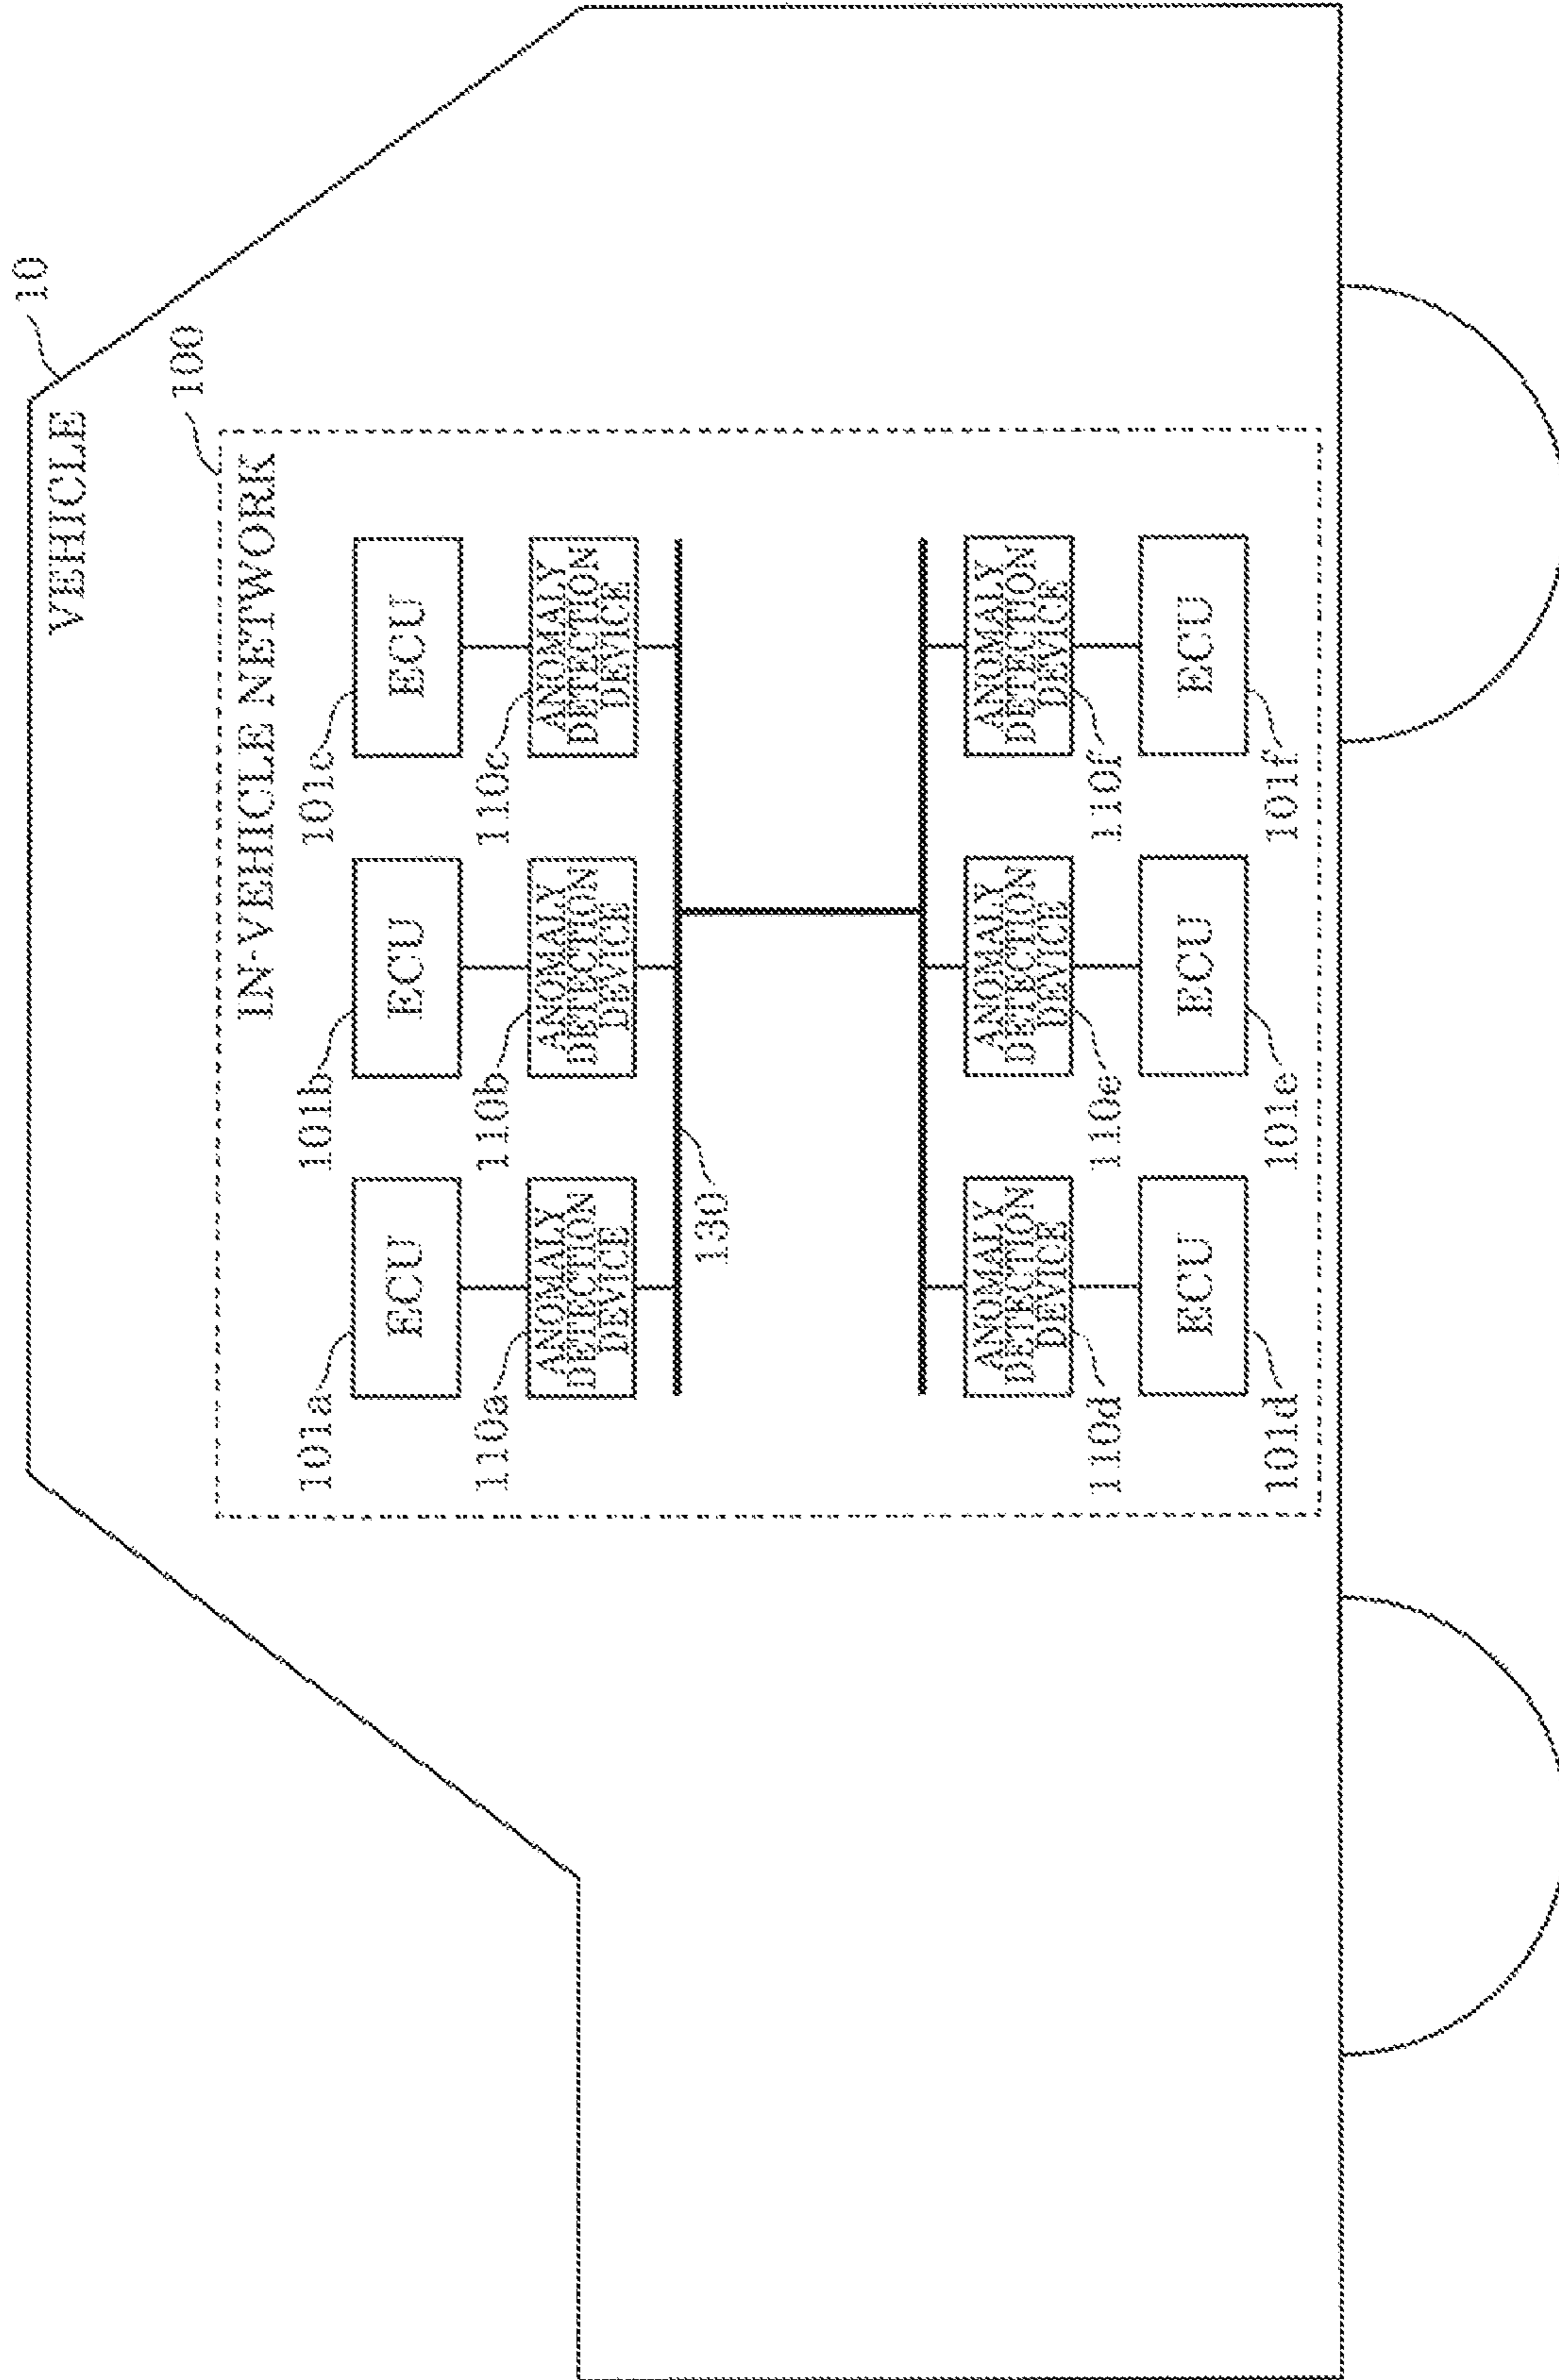 10
VEHICLE
100
IN-VEHICLE NETWORK
101a
ECU
101b
ECU
101c
ECU
110a
ANOMALY
DETECTION
DEVICE
110b
ANOMALY
DETECTION
DEVICE
110c
ANOMALY
DETECTION
DEVICE
130
ANOMALY
DETECTION
DEVICE
110d
ANOMALY
DETECTION
DEVICE
110e
ANOMALY
DETECTION
DEVICE
110f
ECU
101d
ECU
101e
ECU
101f